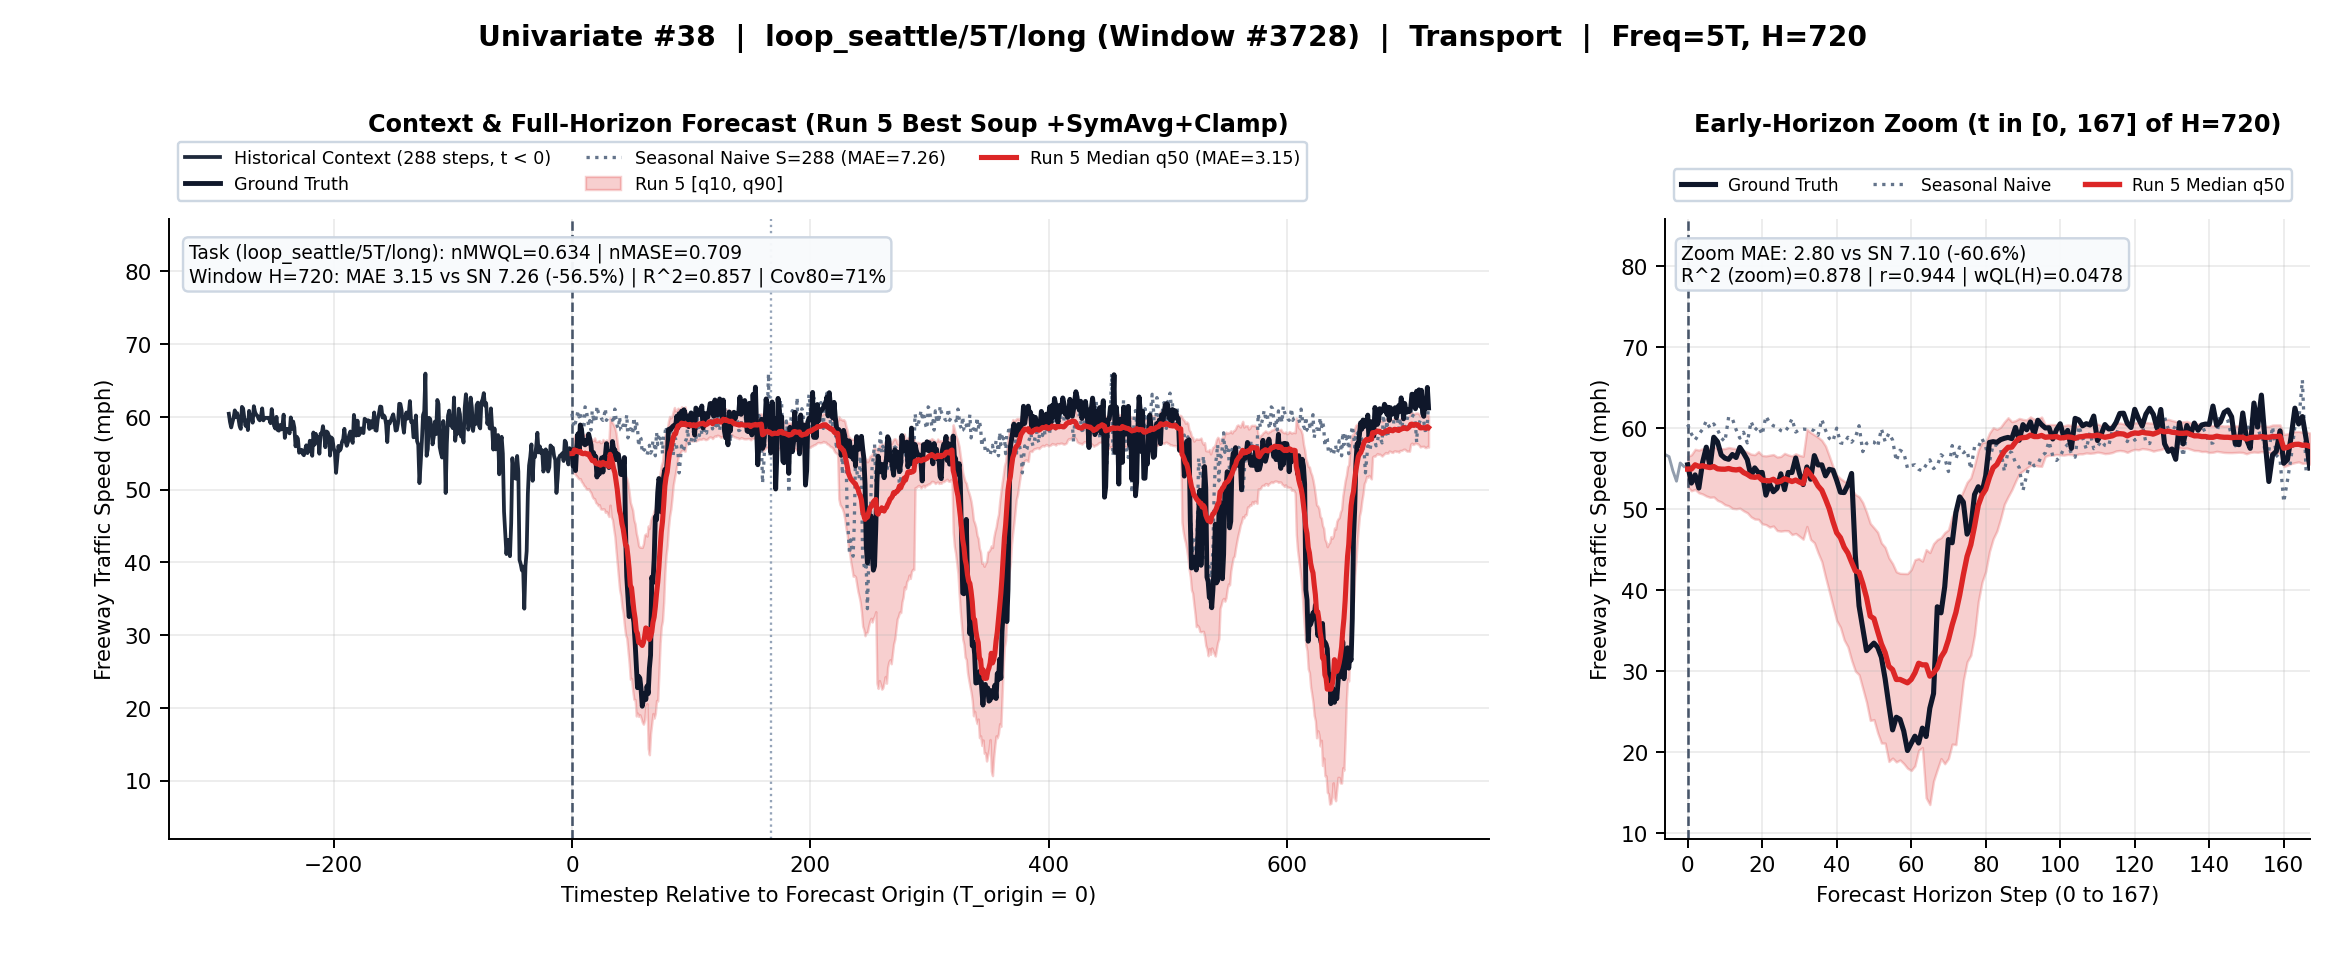 Univariate #38 | loop_seattle/5T/long (Window #3728) | Transport | Freq=5T, H=720
Context & Full-Horizon Forecast (Run 5 Best Soup +SymAvg+Clamp)
Historical Context (288 steps, t < 0)
Ground Truth
Seasonal Naive S=288 (MAE=7.26)
Run 5 [q10, q90]
Run 5 Median q50 (MAE=3.15)
Task (loop_seattle/5T/long): nMWQL=0.634 | nMASE=0.709
Window H=720: MAE 3.15 vs SN 7.26 (-56.5%) | R^2=0.857 | Cov80=71%
Freeway Traffic Speed (mph)
80
70
60
50
40
30
20
10
−200
0
200
400
600
Timestep Relative to Forecast Origin (T_origin = 0)
Early-Horizon Zoom (t in [0, 167] of H=720)
Ground Truth
Seasonal Naive
Run 5 Median q50
Zoom MAE: 2.80 vs SN 7.10 (-60.6%)
R^2 (zoom)=0.878 | r=0.944 | wQL(H)=0.0478
Freeway Traffic Speed (mph)
80
70
60
50
40
30
20
10
0
20
40
60
80
100
120
140
160
Forecast Horizon Step (0 to 167)